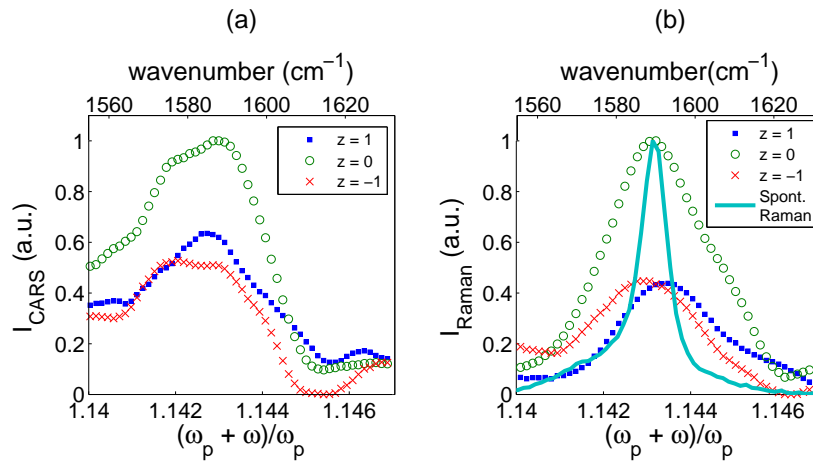 (a)
wavenumber (cm⁻¹)
1560 1580 1600 1620
1
0.8
0.6
0.4
0.2
0
I_CARS (a.u.)
z = 1
z = 0
z = −1
1.14 1.142 1.144 1.146
(ω_p + ω)/ω_p
(b)
wavenumber(cm⁻¹)
1560 1580 1600 1620
1
0.8
0.6
0.4
0.2
0
I_Raman (a.u.)
z = 1
z = 0
z = −1
Spont.
Raman
1.14 1.142 1.144 1.146
(ω_p + ω)/ω_p